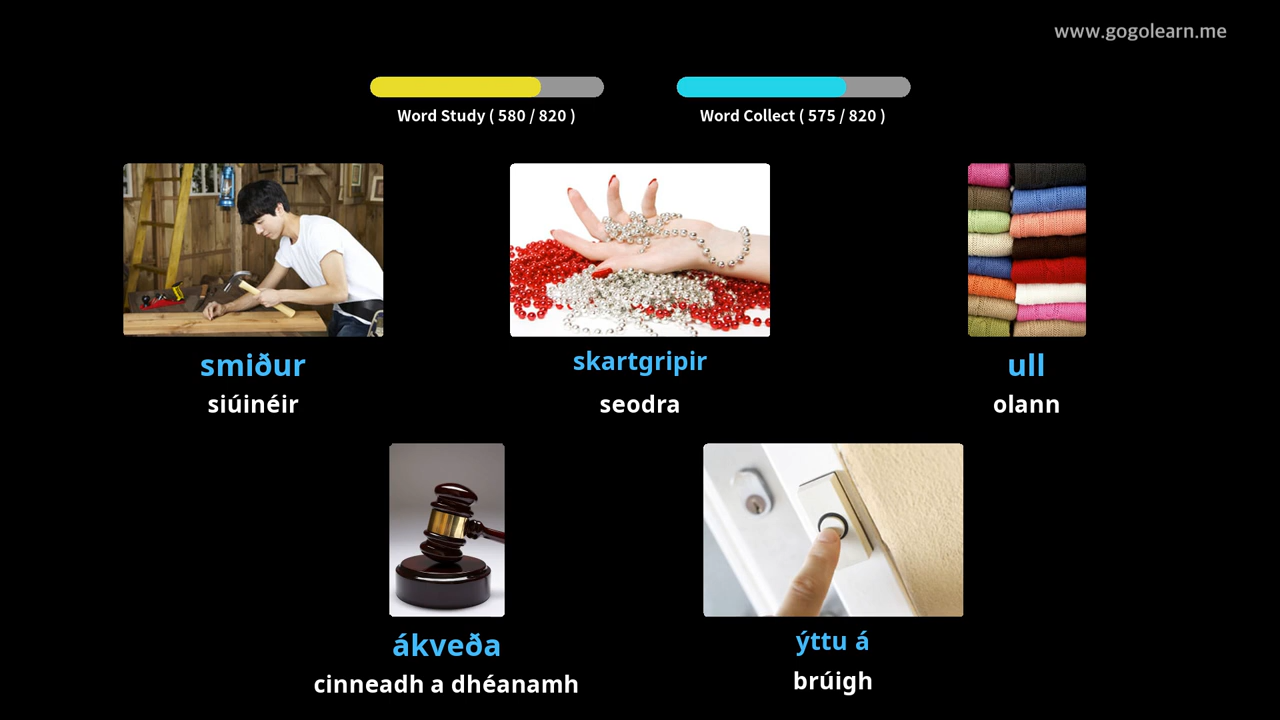 www.gogolearn.me
Word Study ( 580 / 820 )
Word Collect ( 575 / 820 )
smiður
siúinéir
skartgripir
seodra
ull
olann
ákveða
cinneadh a dhéanamh
ýttu á
brúigh